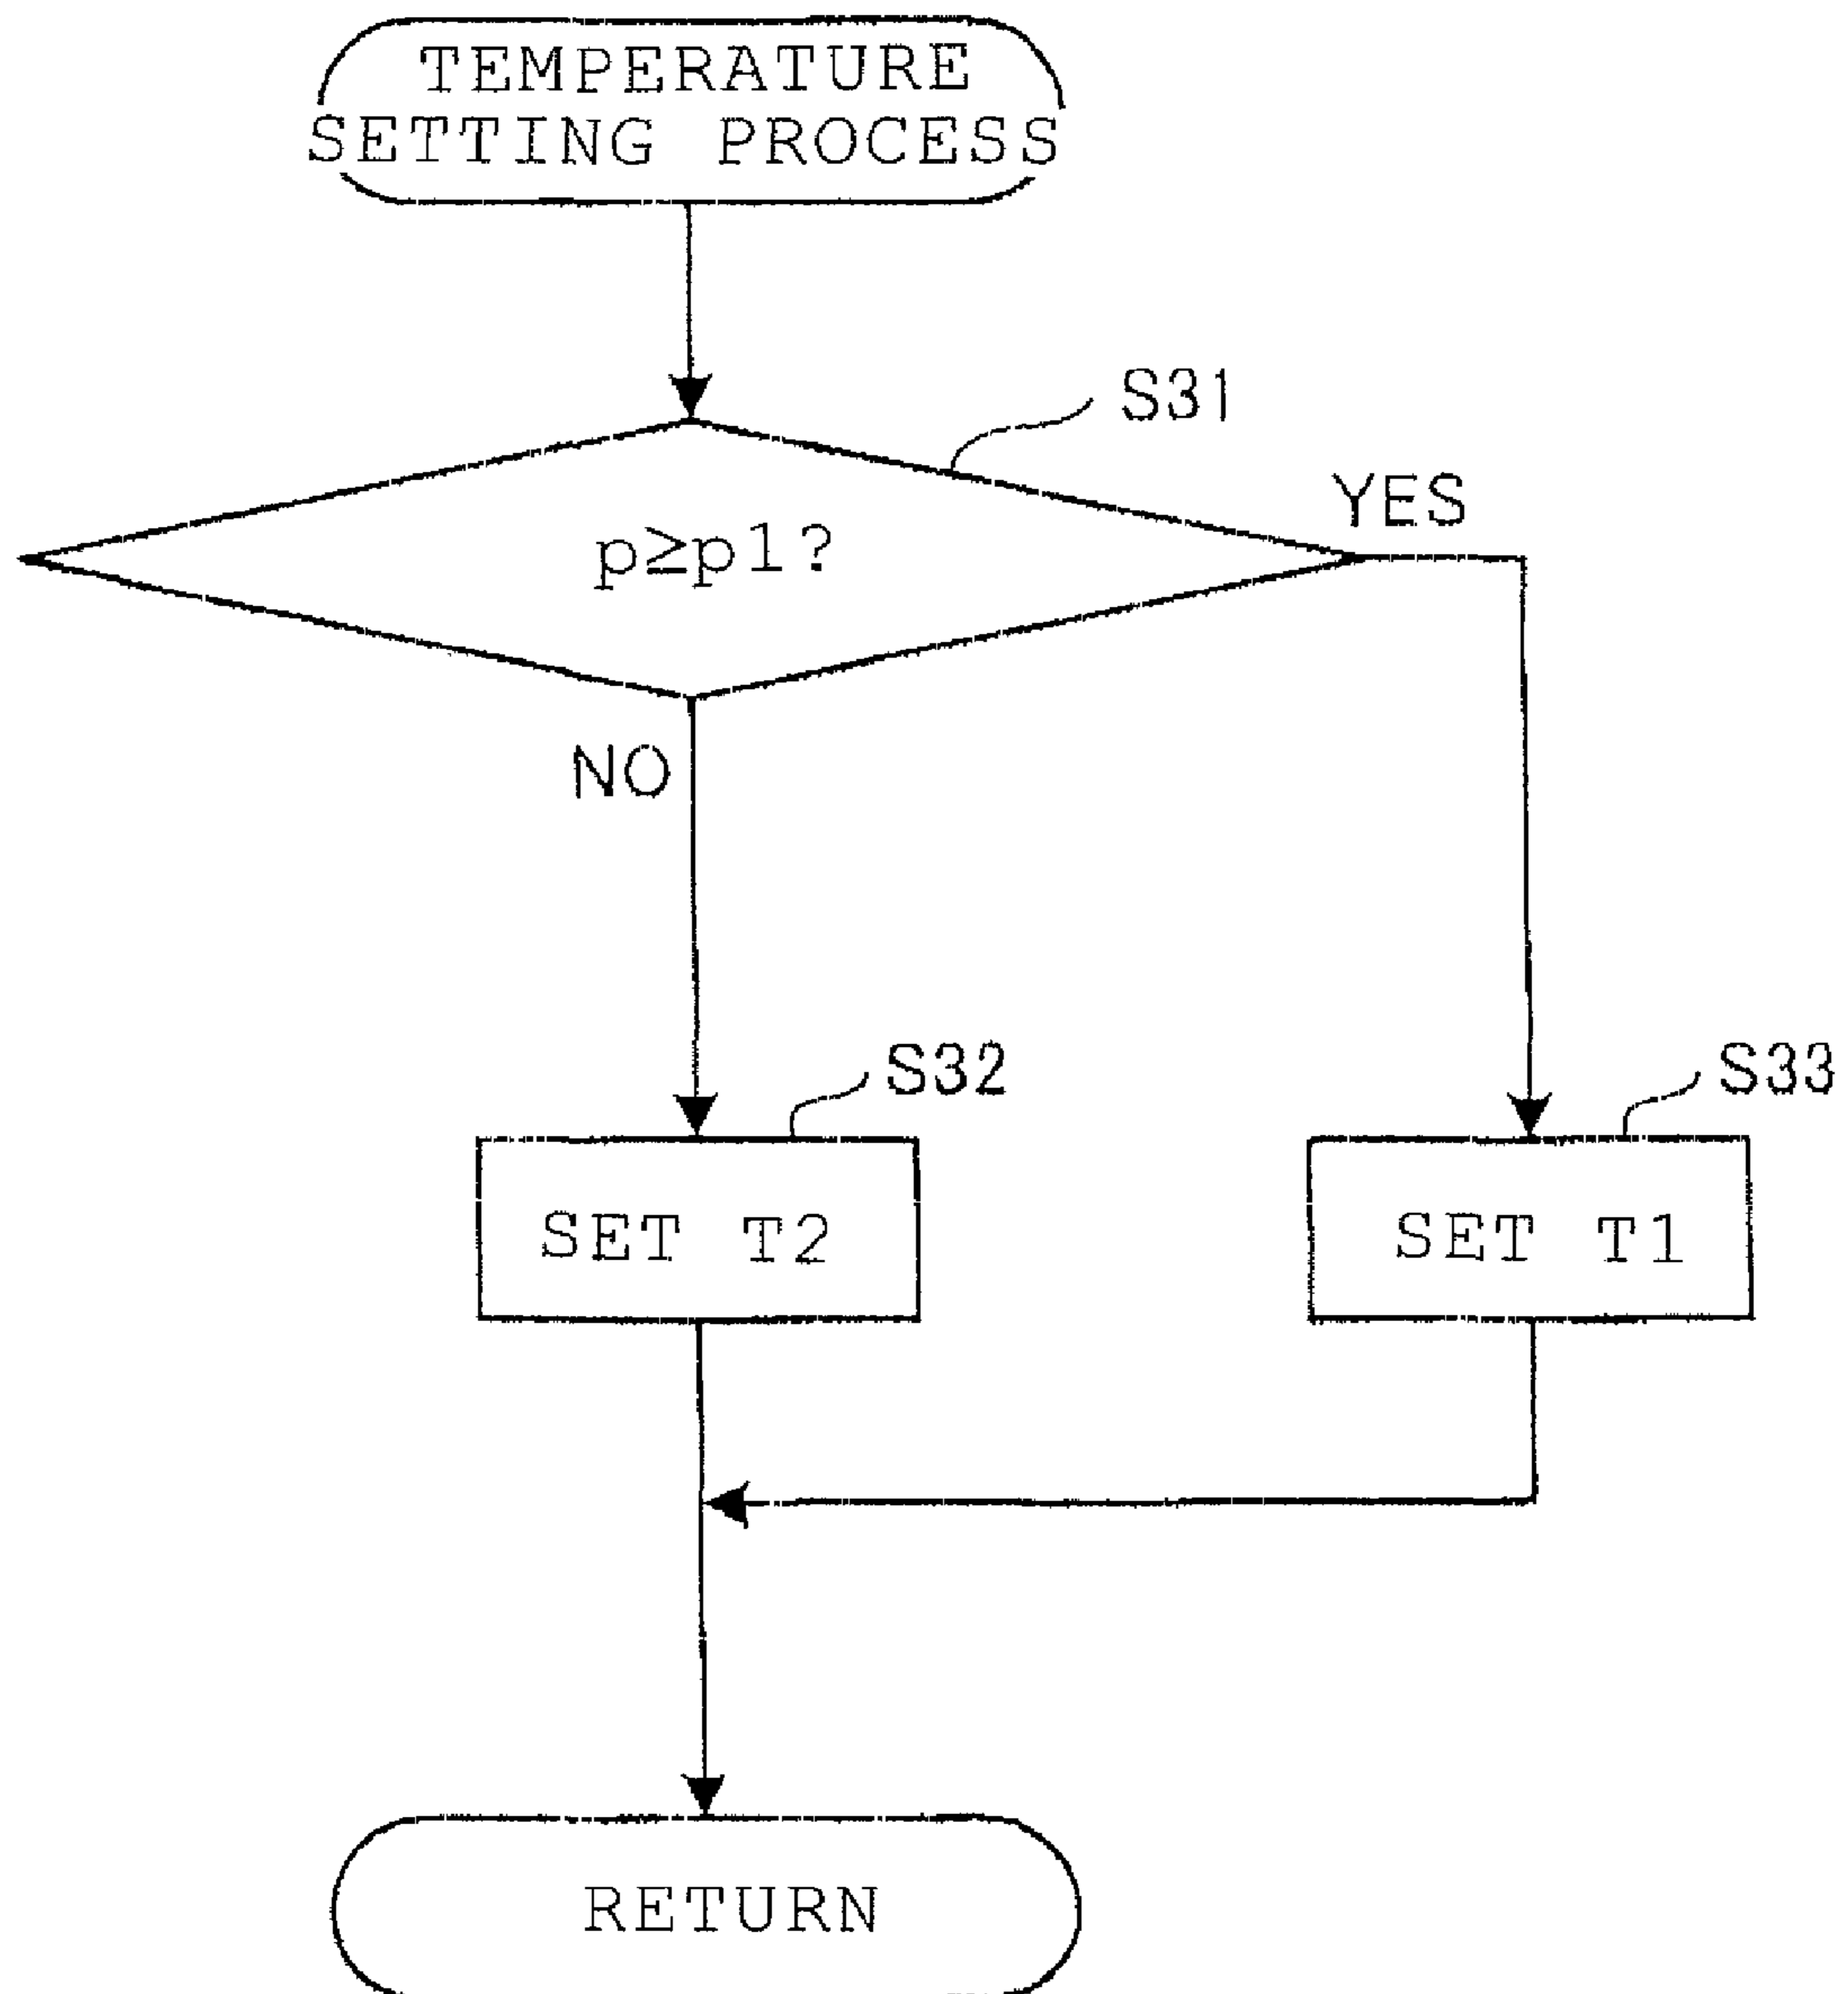 TEMPERATURE
SETTING PROCESS
S31
YES
p≥p1?
NO
S32
S33
SET T2
SET T1
RETURN